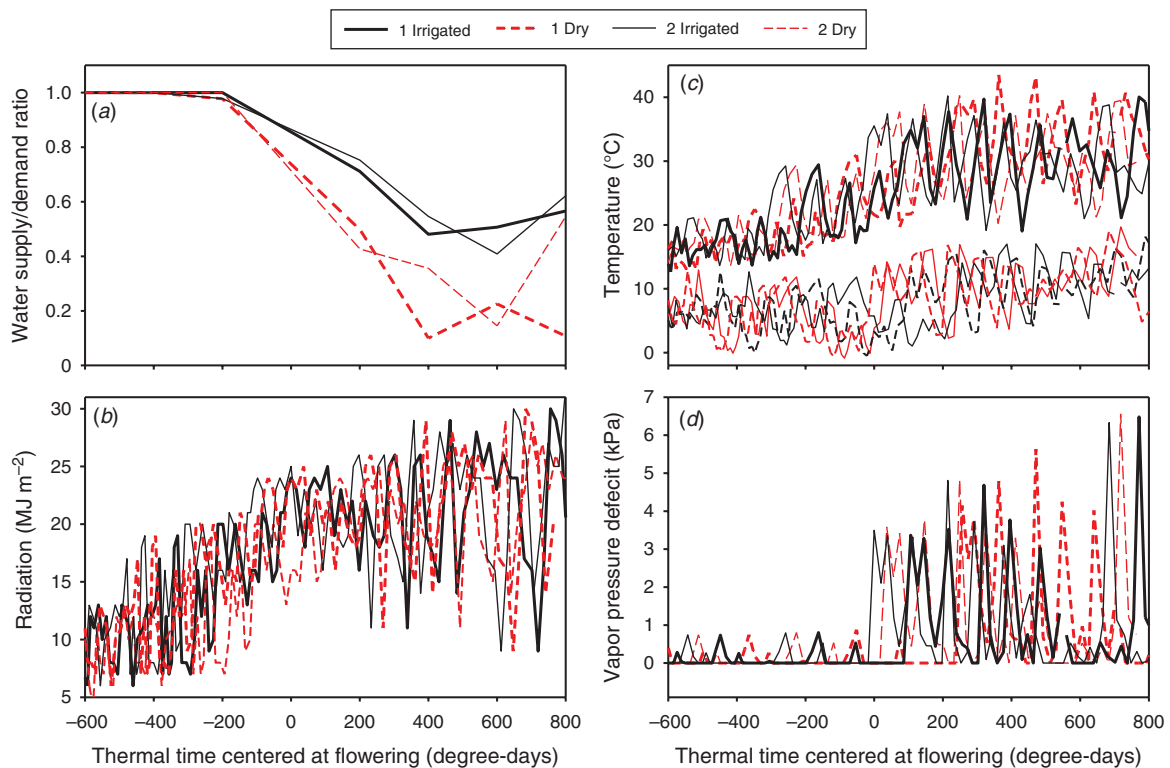 1 Irrigated 1 Dry 2 Irrigated 2 Dry
(a)
Water supply/demand ratio
1.0
0.8
0.6
0.4
0.2
0
(c)
Temperature (°C)
40
30
20
10
0
(b)
Radiation (MJ m−2)
30
25
20
15
10
5
−600 −400 −200 0 200 400 600 800
Thermal time centered at flowering (degree-days)
(d)
Vapor pressure defecit (kPa)
7
6
5
4
3
2
1
0
−600 −400 −200 0 200 400 600 800
Thermal time centered at flowering (degree-days)